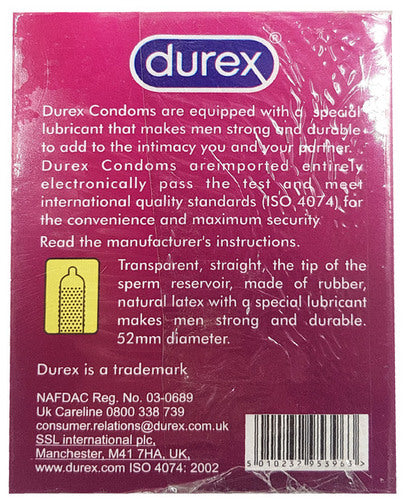 durex®
Durex Condoms are equipped with a special
lubricant that makes men strong and durable
to add to the intimacy you and your partner.
Durex Condoms areimported entirely
electronically pass the test and meet
international quality standards (ISO 4074) for
the convenience and maximum security
Read the manufacturer's instructions.
Transparent, straight, the tip of the
sperm reservoir, made of rubber,
natural latex with a special lubricant
makes men strong and durable.
52mm diameter.
Durex is a trademark
NAFDAC Reg. No. 03-0689
Uk Careline 0800 338 739
consumer.relations@durex.co.uk
SSL international plc,
Manchester, M41 7HA, UK,
www.durex.com ISO 4074; 2002
5010237953963